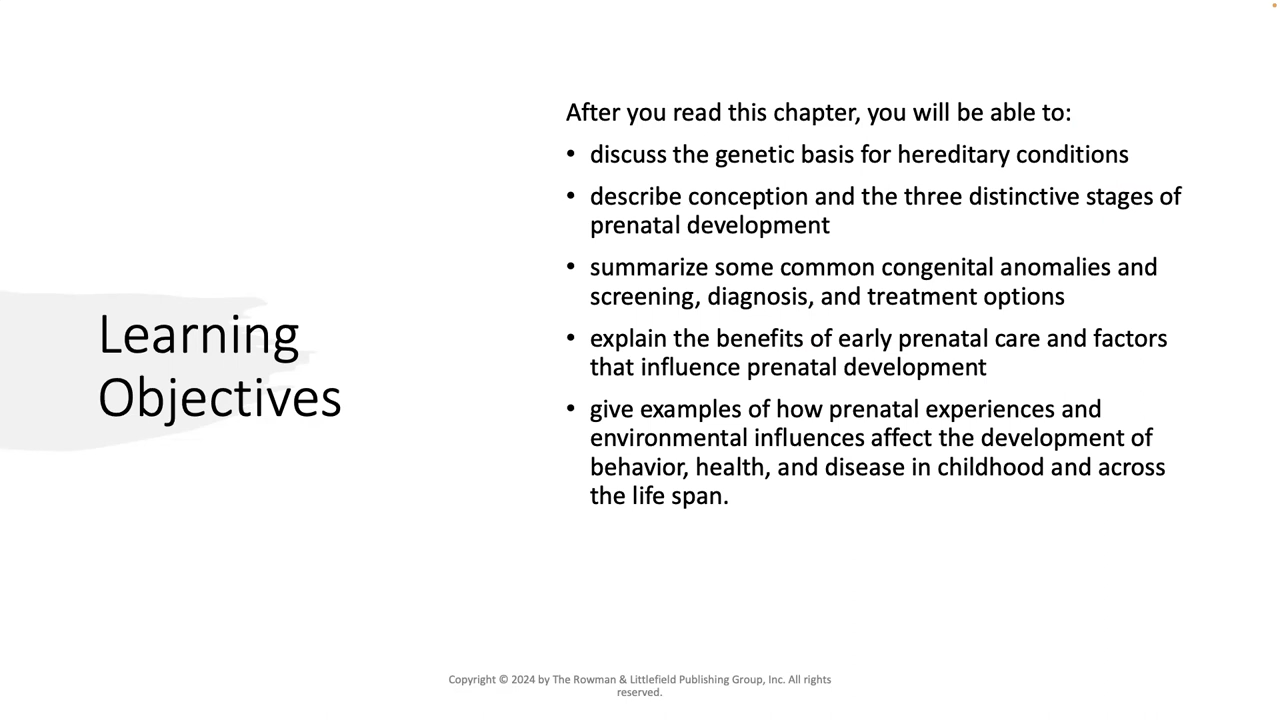 Learning
Objectives
After you read this chapter, you will be able to:
• discuss the genetic basis for hereditary conditions
• describe conception and the three distinctive stages of
prenatal development
• summarize some common congenital anomalies and
screening, diagnosis, and treatment options
• explain the benefits of early prenatal care and factors
that influence prenatal development
• give examples of how prenatal experiences and
environmental influences affect the development of
behavior, health, and disease in childhood and across
the life span.
Copyright © 2024 by The Rowman & Littlefield Publishing Group, Inc. All rights
reserved.